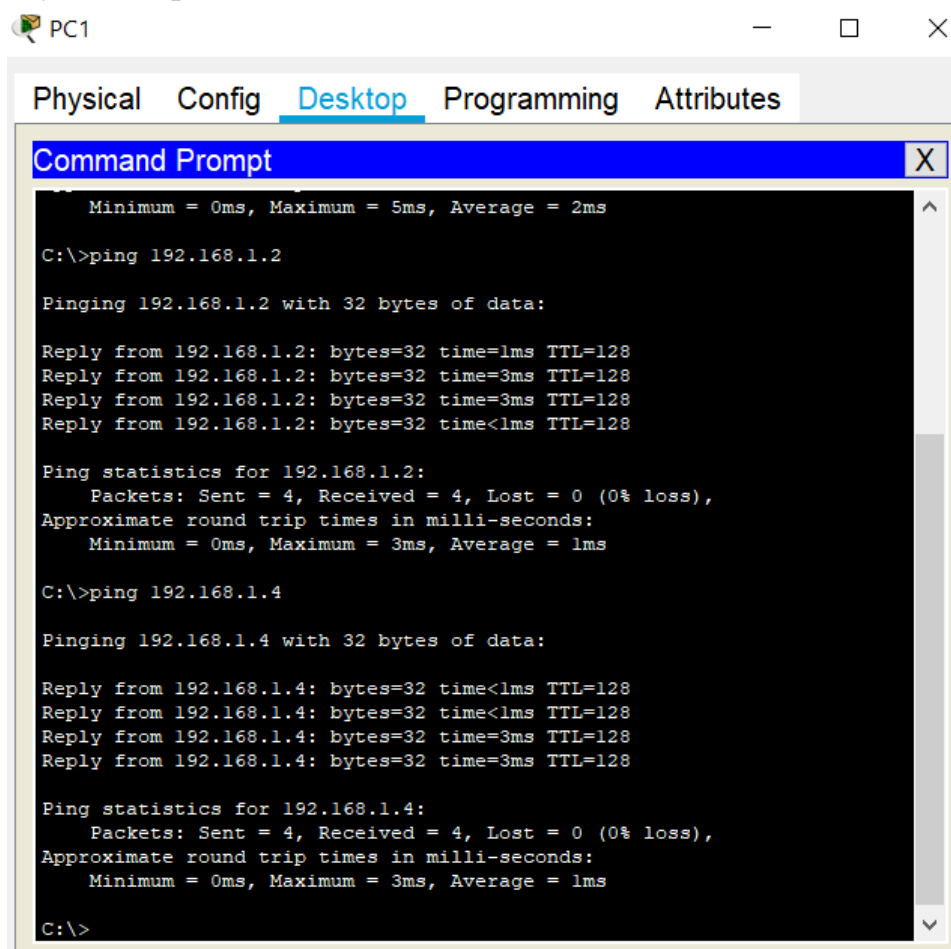 PC1
Physical Config Desktop Programming Attributes
Command Prompt X
Minimum = 0ms, Maximum = 5ms, Average = 2ms
C:\>ping 192.168.1.2
Pinging 192.168.1.2 with 32 bytes of data:
Reply from 192.168.1.2: bytes=32 time=1ms TTL=128
Reply from 192.168.1.2: bytes=32 time=3ms TTL=128
Reply from 192.168.1.2: bytes=32 time=3ms TTL=128
Reply from 192.168.1.2: bytes=32 time<1ms TTL=128
Ping statistics for 192.168.1.2:
Packets: Sent = 4, Received = 4, Lost = 0 (0% loss),
Approximate round trip times in milli-seconds:
Minimum = 0ms, Maximum = 3ms, Average = 1ms
C:\>ping 192.168.1.4
Pinging 192.168.1.4 with 32 bytes of data:
Reply from 192.168.1.4: bytes=32 time<1ms TTL=128
Reply from 192.168.1.4: bytes=32 time<1ms TTL=128
Reply from 192.168.1.4: bytes=32 time=3ms TTL=128
Reply from 192.168.1.4: bytes=32 time=3ms TTL=128
Ping statistics for 192.168.1.4:
Packets: Sent = 4, Received = 4, Lost = 0 (0% loss),
Approximate round trip times in milli-seconds:
Minimum = 0ms, Maximum = 3ms, Average = 1ms
C:\>